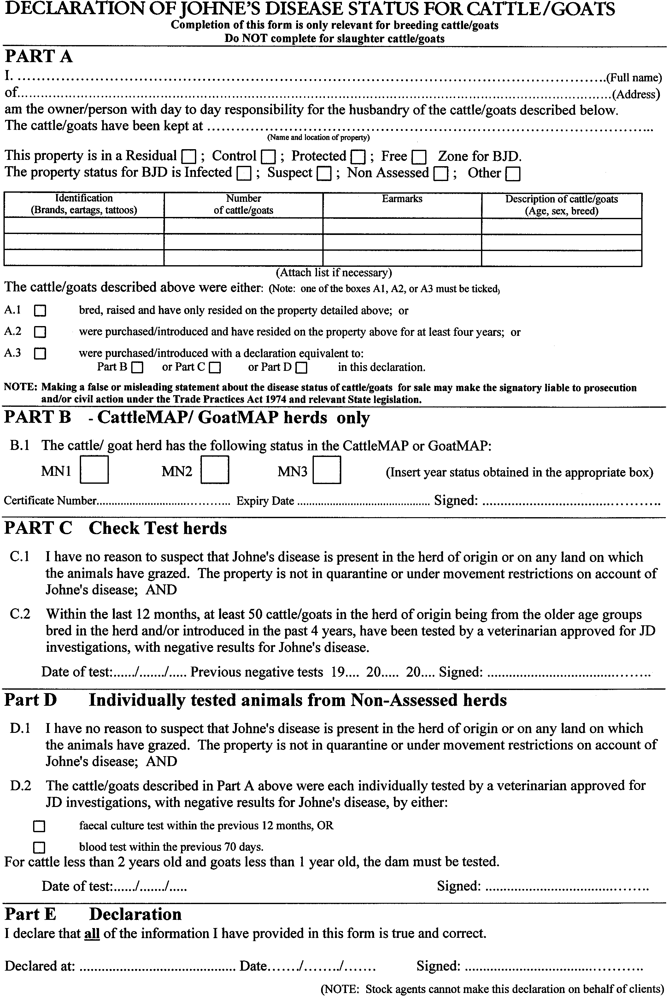 DECLARATION OF JOHNE'S DISEASE STATUS FOR CATTLE/GOATS
Completion of this form is only relevant for breeding cattle/goats
Do NOT complete for slaughter cattle/goats
PART A
I. ....................................................................................................(Full name)
of....................................................................................................(Address)
am the owner/person with day to day responsibility for the husbandry of the cattle/goats described below.
The cattle/goats have been kept at ....................................................................................................
(Name and location of property)
This property is in a Residual ☐ ; Control ☐ ; Protected ☐ ; Free ☐ Zone for BJD.
The property status for BJD is Infected ☐ ; Suspect ☐ ; Non Assessed ☐ ; Other ☐
Identification Number Earmarks Description of cattle/goats
(Brands, eartags, tattoos) of cattle/goats (Age, sex, breed)
(Attach list if necessary)
The cattle/goats described above were either: (Note: one of the boxes A1, A2, or A3 must be ticked)
A.1 ☐ bred, raised and have only resided on the property detailed above; or
A.2 ☐ were purchased/introduced and have resided on the property above for at least four years; or
A.3 ☐ were purchased/introduced with a declaration equivalent to:
Part B ☐ or Part C ☐ or Part D ☐ in this declaration.
NOTE: Making a false or misleading statement about the disease status of cattle/goats for sale may make the signatory liable to prosecution
and/or civil action under the Trade Practices Act 1974 and relevant State legislation.
PART B - CattleMAP/ GoatMAP herds only
B.1 The cattle/ goat herd has the following status in the CattleMAP or GoatMAP:
MN1 ☐ MN2 ☐ MN3 ☐ (Insert year status obtained in the appropriate box)
Certificate Number............................................ Expiry Date ............................................ Signed: ................................................
PART C Check Test herds
C.1 I have no reason to suspect that Johne's disease is present in the herd of origin or on any land on which
the animals have grazed. The property is not in quarantine or under movement restrictions on account of
Johne's disease; AND
C.2 Within the last 12 months, at least 50 cattle/goats in the herd of origin being from the older age groups
bred in the herd and/or introduced in the past 4 years, have been tested by a veterinarian approved for JD
investigations, with negative results for Johne's disease.
Date of test:....../......./..... Previous negative tests 19.... 20..... 20.... Signed: ............................................
Part D Individually tested animals from Non-Assessed herds
D.1 I have no reason to suspect that Johne's disease is present in the herd of origin or on any land on which
the animals have grazed. The property is not in quarantine or under movement restrictions on account of
Johne's disease; AND
D.2 The cattle/goats described in Part A above were each individually tested by a veterinarian approved for
JD investigations, with negative results for Johne's disease, by either:
☐ faecal culture test within the previous 12 months, OR
☐ blood test within the previous 70 days.
For cattle less than 2 years old and goats less than 1 year old, the dam must be tested.
Date of test:....../......./..... Signed: ............................................
Part E Declaration
I declare that all of the information I have provided in this form is true and correct.
Declared at: .......................................... Date......./......../....... Signed: ................................................
(NOTE: Stock agents cannot make this declaration on behalf of clients)